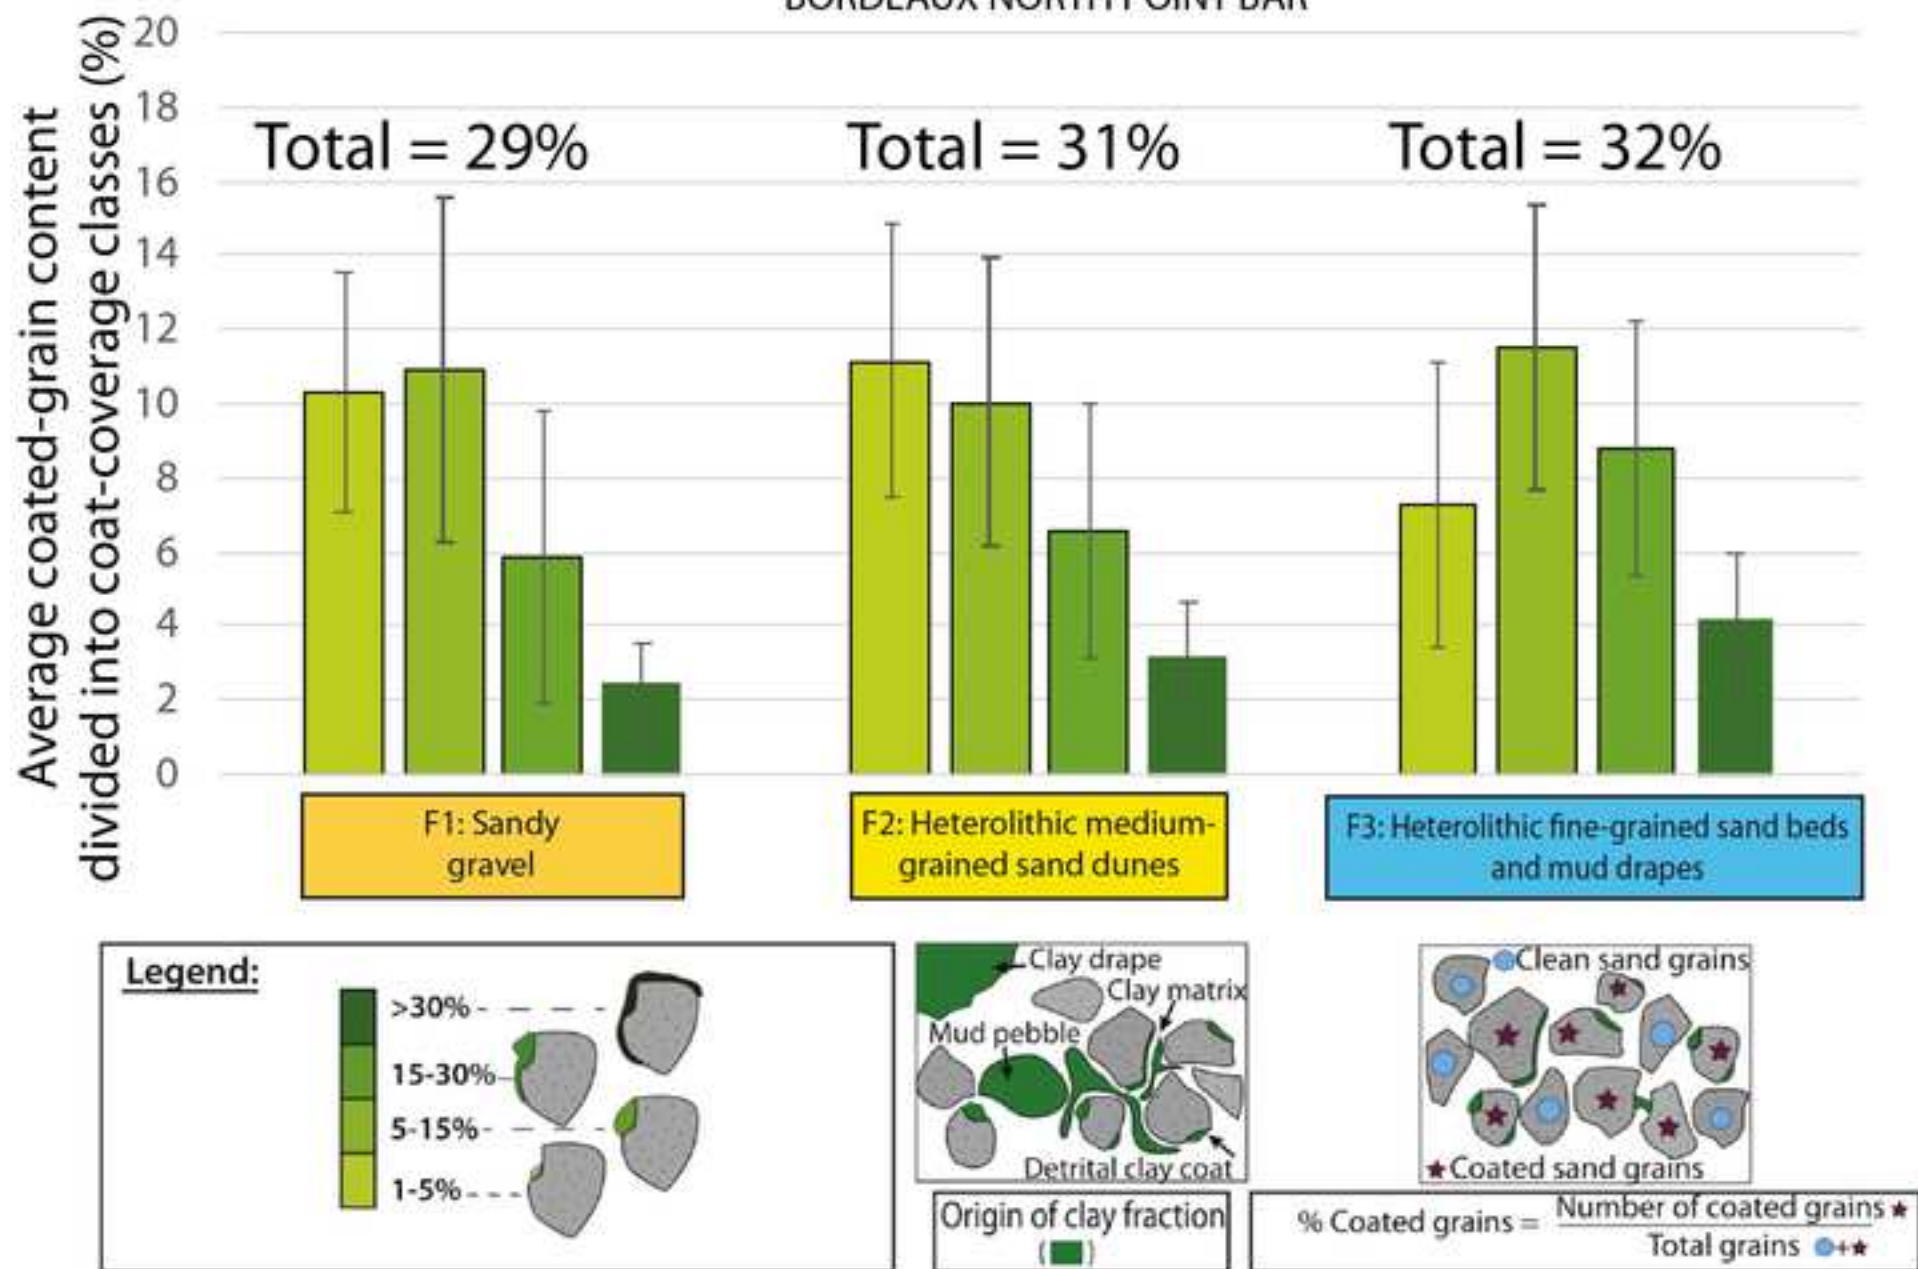 BORDEAUX NORTH POINT BAR
Average coated-grain content
divided into coat-coverage classes (%)
20
18
16
14
12
10
8
6
4
2
0
Total = 29%
Total = 31%
Total = 32%
F1: Sandy
gravel
F2: Heterolithic medium-
grained sand dunes
F3: Heterolithic fine-grained sand beds
and mud drapes
Legend:
>30%
15-30%
5-15%
1-5%
Clay drape
Clay matrix
Mud pebble
Detrital clay coat
Origin of clay fraction
( )
Clean sand grains
Coated sand grains
% Coated grains =
Number of coated grains
Total grains +